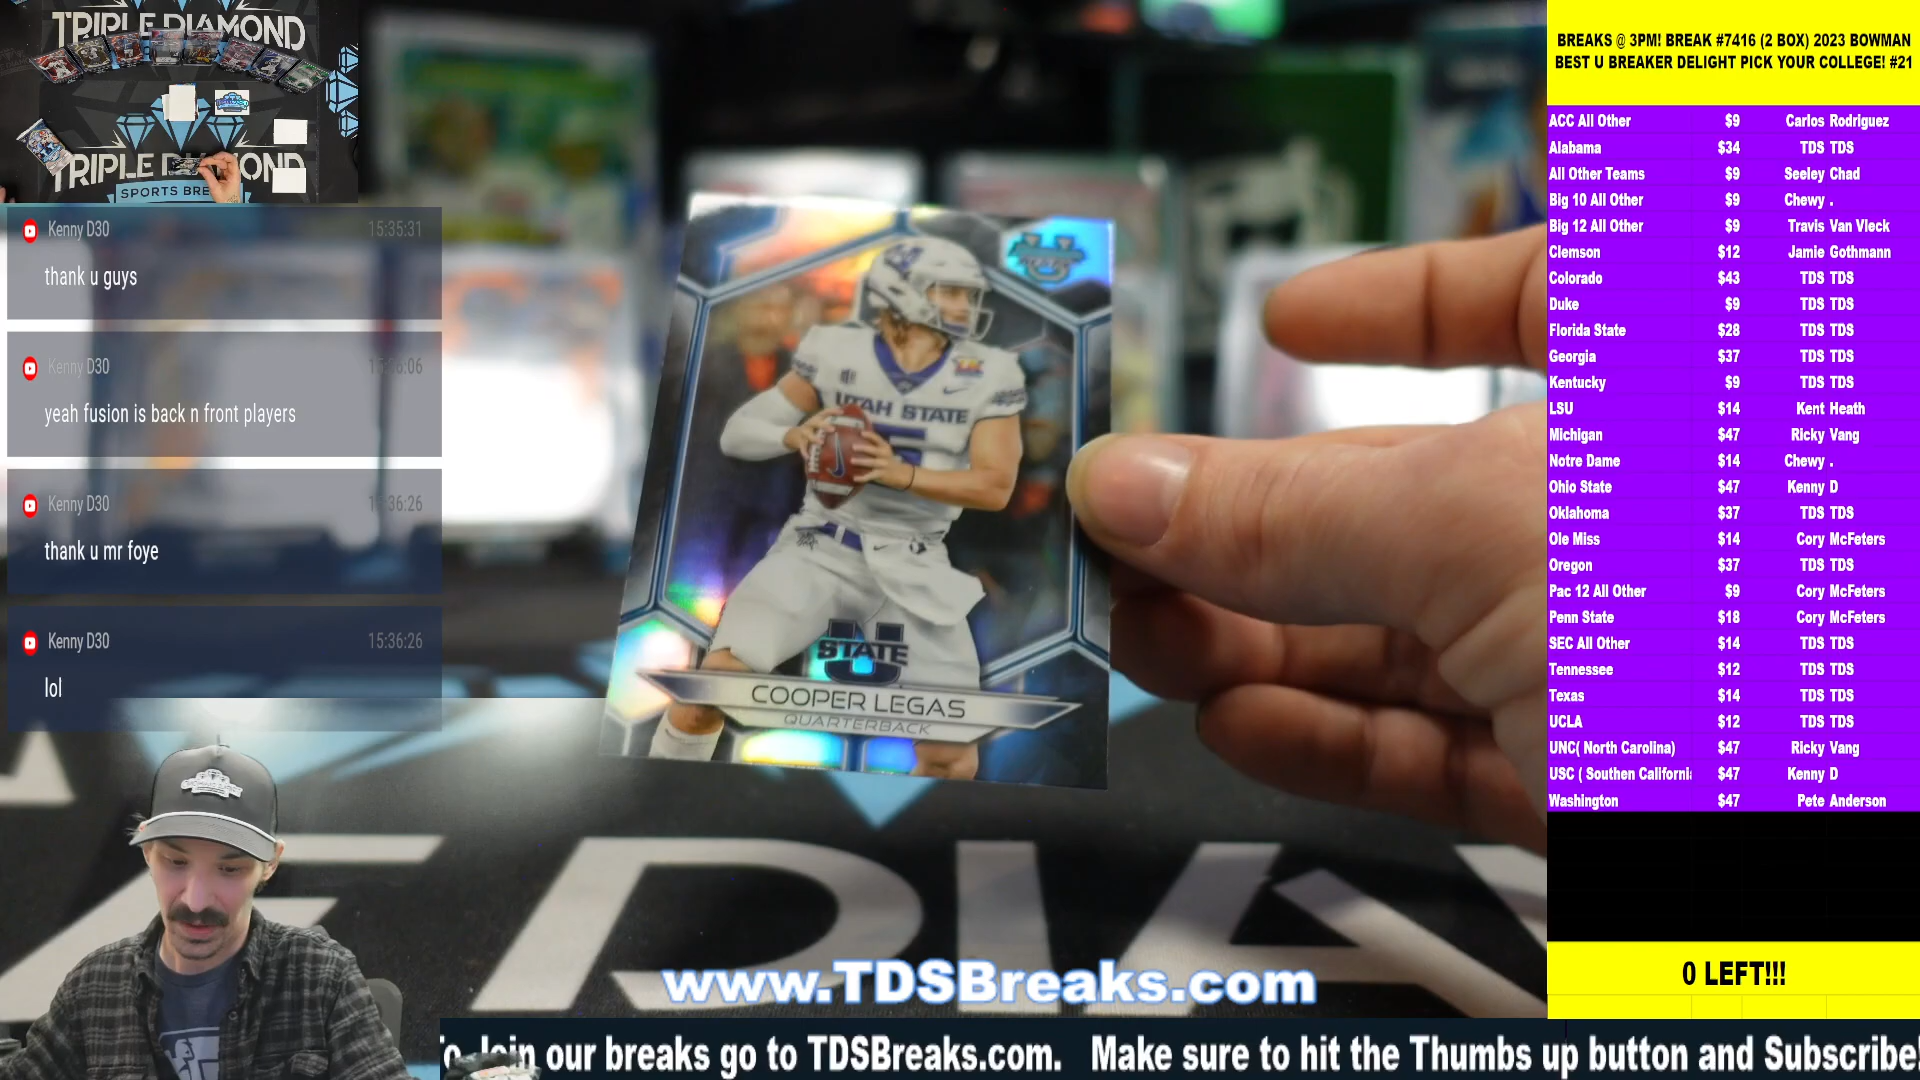 TRIPLE DIAMOND
TRIPLE DIAMOND
SPORTS BRE
Kenny D30 15:35:31
thank u guys
Kenny D30 15:36:06
yeah fusion is back n front players
Kenny D30 15:36:26
thank u mr foye
Kenny D30 15:36:26
lol
UTAH STATE
U
STATE
COOPER LEGAS
QUARTERBACK
www.TDSBreaks.com
To Join our breaks go to TDSBreaks.com. Make sure to hit the Thumbs up button and Subscribe!
BREAKS @ 3PM! BREAK #7416 (2 BOX) 2023 BOWMAN
BEST U BREAKER DELIGHT PICK YOUR COLLEGE! #21
ACC All Other $9 Carlos Rodriguez
Alabama $34 TDS TDS
All Other Teams $9 Seeley Chad
Big 10 All Other $9 Chewy .
Big 12 All Other $9 Travis Van Vleck
Clemson $12 Jamie Gothmann
Colorado $43 TDS TDS
Duke $9 TDS TDS
Florida State $28 TDS TDS
Georgia $37 TDS TDS
Kentucky $9 TDS TDS
LSU $14 Kent Heath
Michigan $47 Ricky Vang
Notre Dame $14 Chewy .
Ohio State $47 Kenny D
Oklahoma $37 TDS TDS
Ole Miss $14 Cory McFeters
Oregon $37 TDS TDS
Pac 12 All Other $9 Cory McFeters
Penn State $18 Cory McFeters
SEC All Other $14 TDS TDS
Tennessee $12 TDS TDS
Texas $14 TDS TDS
UCLA $12 TDS TDS
UNC( North Carolina) $47 Ricky Vang
USC ( Southen Californi $47 Kenny D
Washington $47 Pete Anderson
0 LEFT!!!